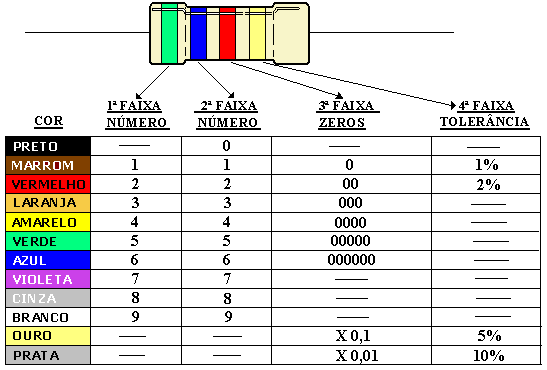 1ª FAIXA 2ª FAIXA 3ª FAIXA 4ª FAIXA
COR NÚMERO NÚMERO ZEROS TOLERÂNCIA
PRETO —— 0 —— ——
MARROM 1 1 0 1%
VERMELHO 2 2 00 2%
LARANJA 3 3 000 ——
AMARELO 4 4 0000 ——
VERDE 5 5 00000 ——
AZUL 6 6 000000 ——
VIOLETA 7 7 —— ——
CINZA 8 8 —— ——
BRANCO 9 9 —— ——
OURO —— —— X 0,1 5%
PRATA —— —— X 0,01 10%